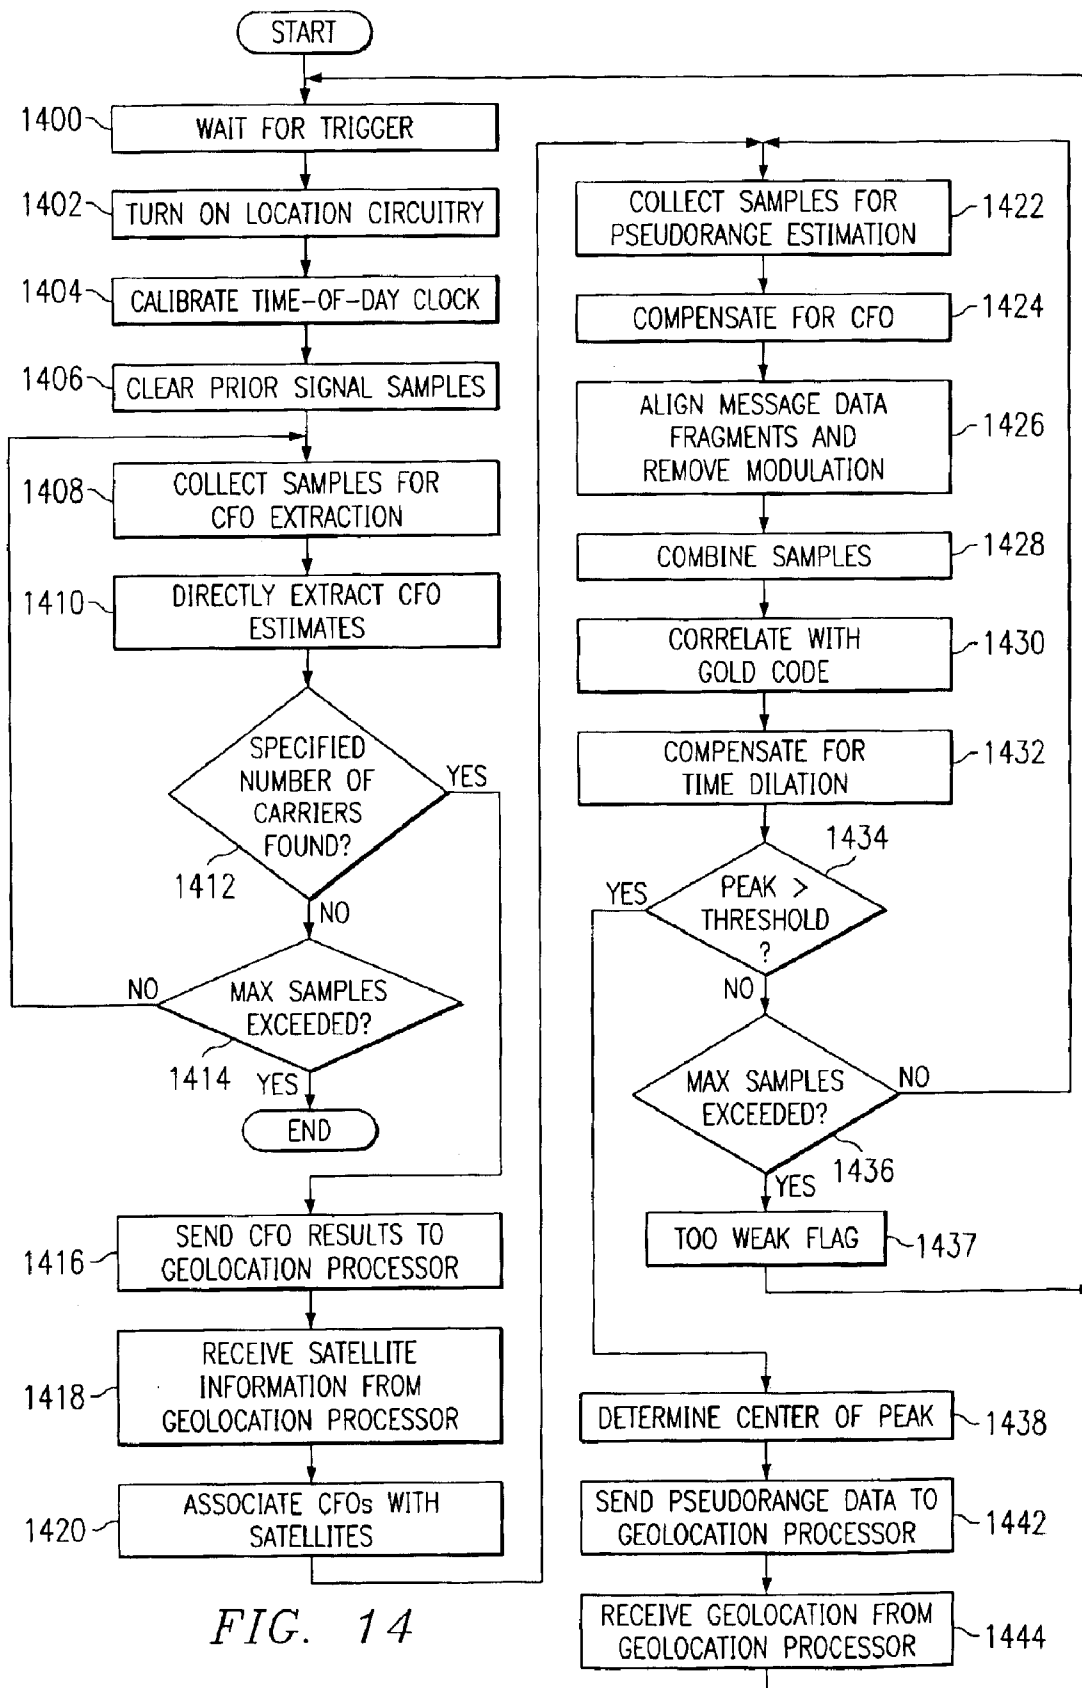 START
1400
WAIT FOR TRIGGER
1402
TURN ON LOCATION CIRCUITRY
1404
CALIBRATE TIME-OF-DAY CLOCK
1406
CLEAR PRIOR SIGNAL SAMPLES
1408
COLLECT SAMPLES FOR
CFO EXTRACTION
1410
DIRECTLY EXTRACT CFO
ESTIMATES
SPECIFIED
NUMBER OF
CARRIERS
FOUND?
YES
1412
NO
NO
MAX SAMPLES
EXCEEDED?
1414
YES
END
1416
SEND CFO RESULTS TO
GEOLOCATION PROCESSOR
1418
RECEIVE SATELLITE
INFORMATION FROM
GEOLOCATION PROCESSOR
1420
ASSOCIATE CFOs WITH
SATELLITES
COLLECT SAMPLES FOR
PSEUDORANGE ESTIMATION
1422
COMPENSATE FOR CFO
1424
ALIGN MESSAGE DATA
FRAGMENTS AND
REMOVE MODULATION
1426
COMBINE SAMPLES
1428
CORRELATE WITH
GOLD CODE
1430
COMPENSATE FOR
TIME DILATION
1432
1434
YES
PEAK >
THRESHOLD
?
NO
MAX SAMPLES
EXCEEDED?
NO
1436
YES
TOO WEAK FLAG
1437
DETERMINE CENTER OF PEAK
1438
SEND PSEUDORANGE DATA TO
GEOLOCATION PROCESSOR
1442
RECEIVE GEOLOCATION FROM
GEOLOCATION PROCESSOR
1444
FIG. 14